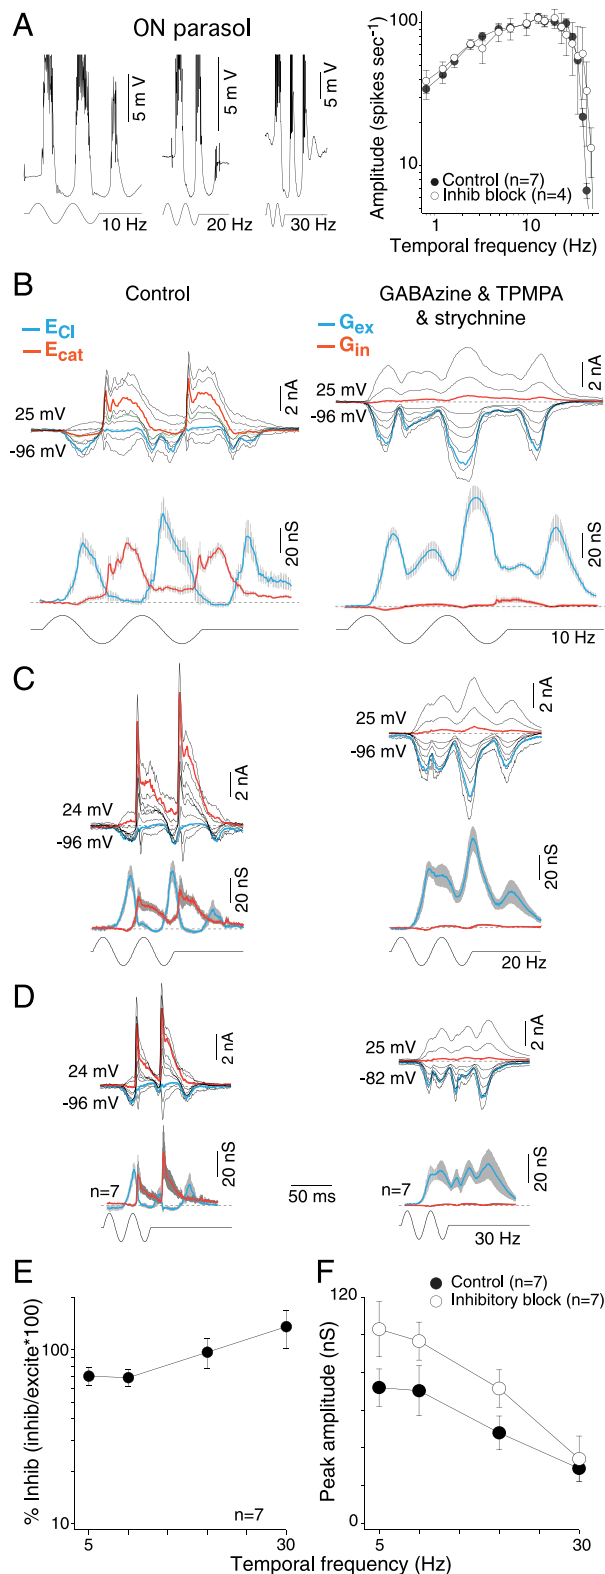 A
ON parasol
5 mV
5 mV
5 mV
10 Hz
20 Hz
30 Hz
Amplitude (spikes sec-1)
100
10
Control (n=7)
Inhib block (n=4)
1
10
Temporal frequency (Hz)
B
Control
GABAzine & TPMPA
& strychnine
ECl
Ecat
Gex
Gin
25 mV
-96 mV
2 nA
25 mV
-96 mV
2 nA
20 nS
20 nS
10 Hz
C
24 mV
-96 mV
2 nA
25 mV
-96 mV
2 nA
20 nS
20 nS
20 Hz
D
24 mV
-96 mV
2 nA
25 mV
-82 mV
2 nA
20 nS
n=7
50 ms
20 nS
n=7
30 Hz
E
% Inhib (inhib/excite*100)
100
10
n=7
5
30
F
Control (n=7)
Inhibitory block (n=7)
Peak amplitude (nS)
120
0
5
30
Temporal frequency (Hz)